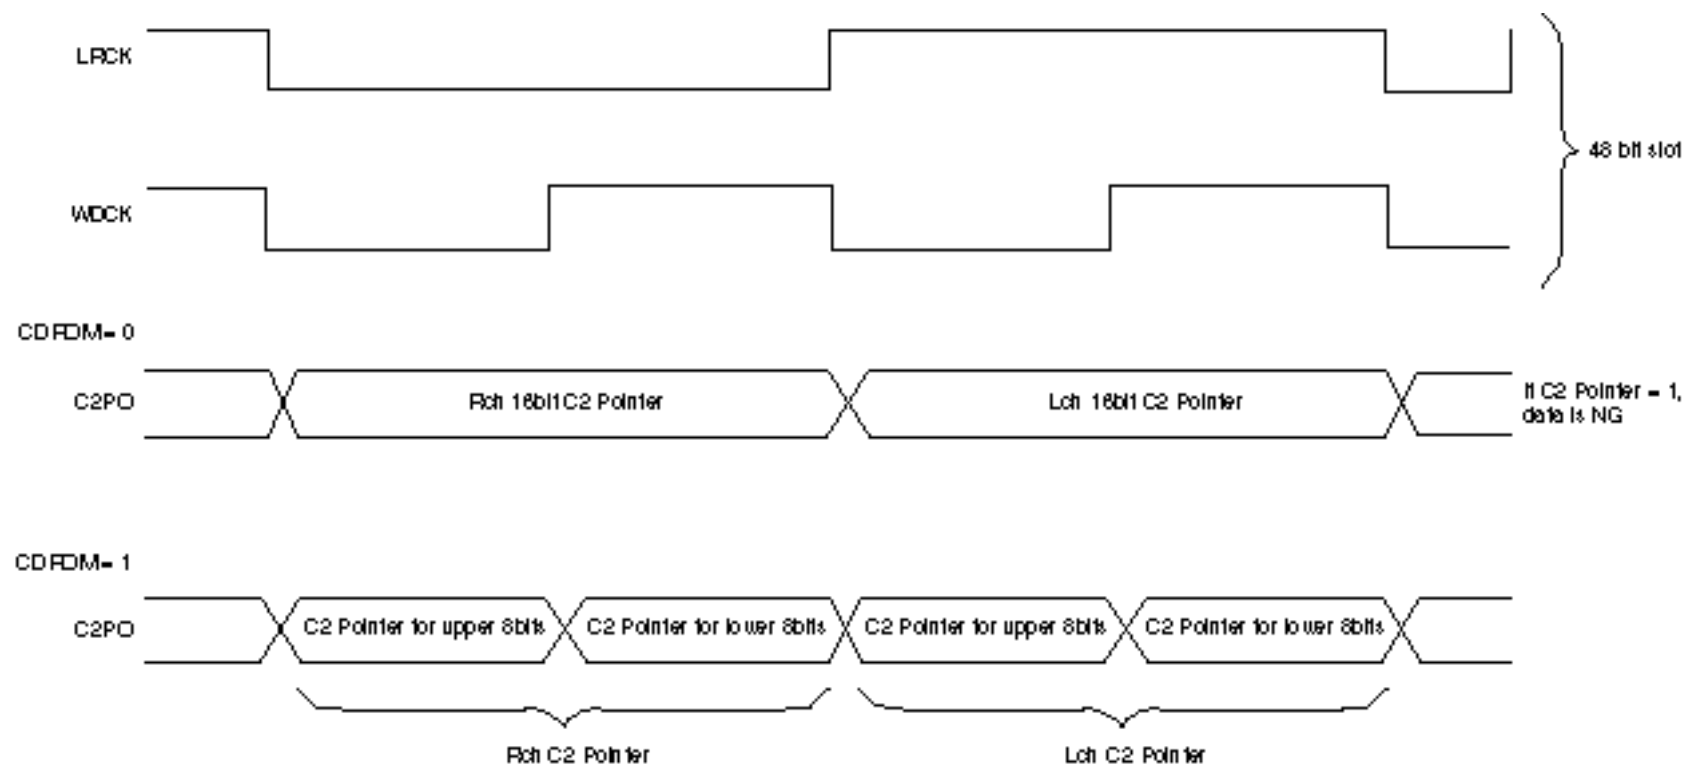 LRCK
48 bit slot
WDCK
CDROM = 0
C2PO
Rch 16bit C2 Pointer
Lch 16bit C2 Pointer
If C2 Pointer = 1,
data is NG
CDROM = 1
C2PO
C2 Pointer for upper 8bits
C2 Pointer for lower 8bits
C2 Pointer for upper 8bits
C2 Pointer for lower 8bits
Rch C2 Pointer
Lch C2 Pointer